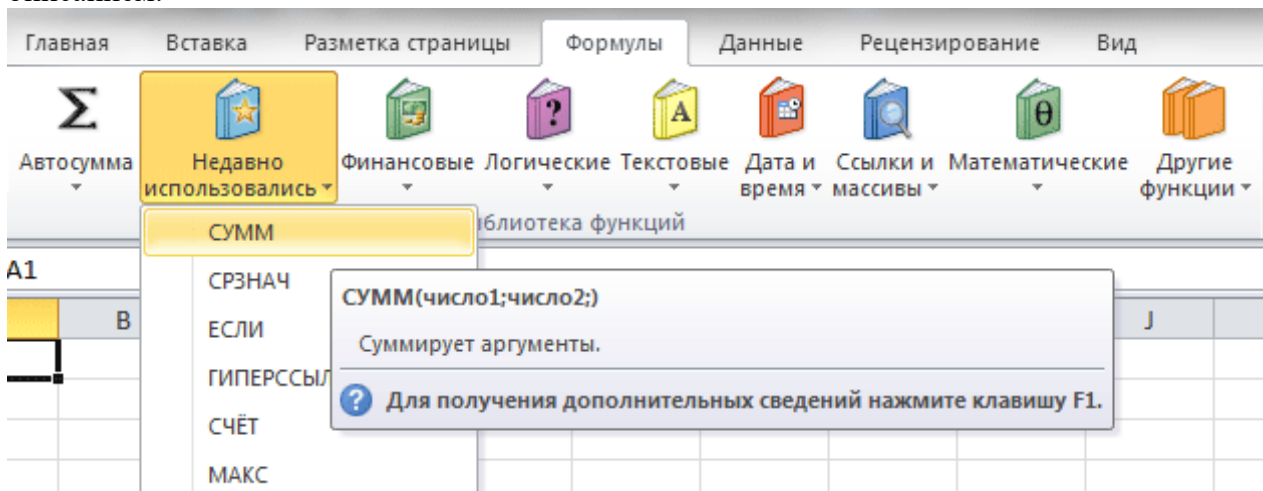 Главная Вставка Разметка страницы Формулы Данные Рецензирование Вид
Σ ? A θ
Автосумма Недавно использовались Финансовые Логические Текстовые Дата и время Ссылки и массивы Математические Другие функции
блиотека функций
СУММ
A1
СРЗНАЧ
СУММ(число1;число2;)
B
J
ЕСЛИ
Суммирует аргументы.
ГИПЕРССЫЛ
? Для получения дополнительных сведений нажмите клавишу F1.
СЧЁТ
МАКС